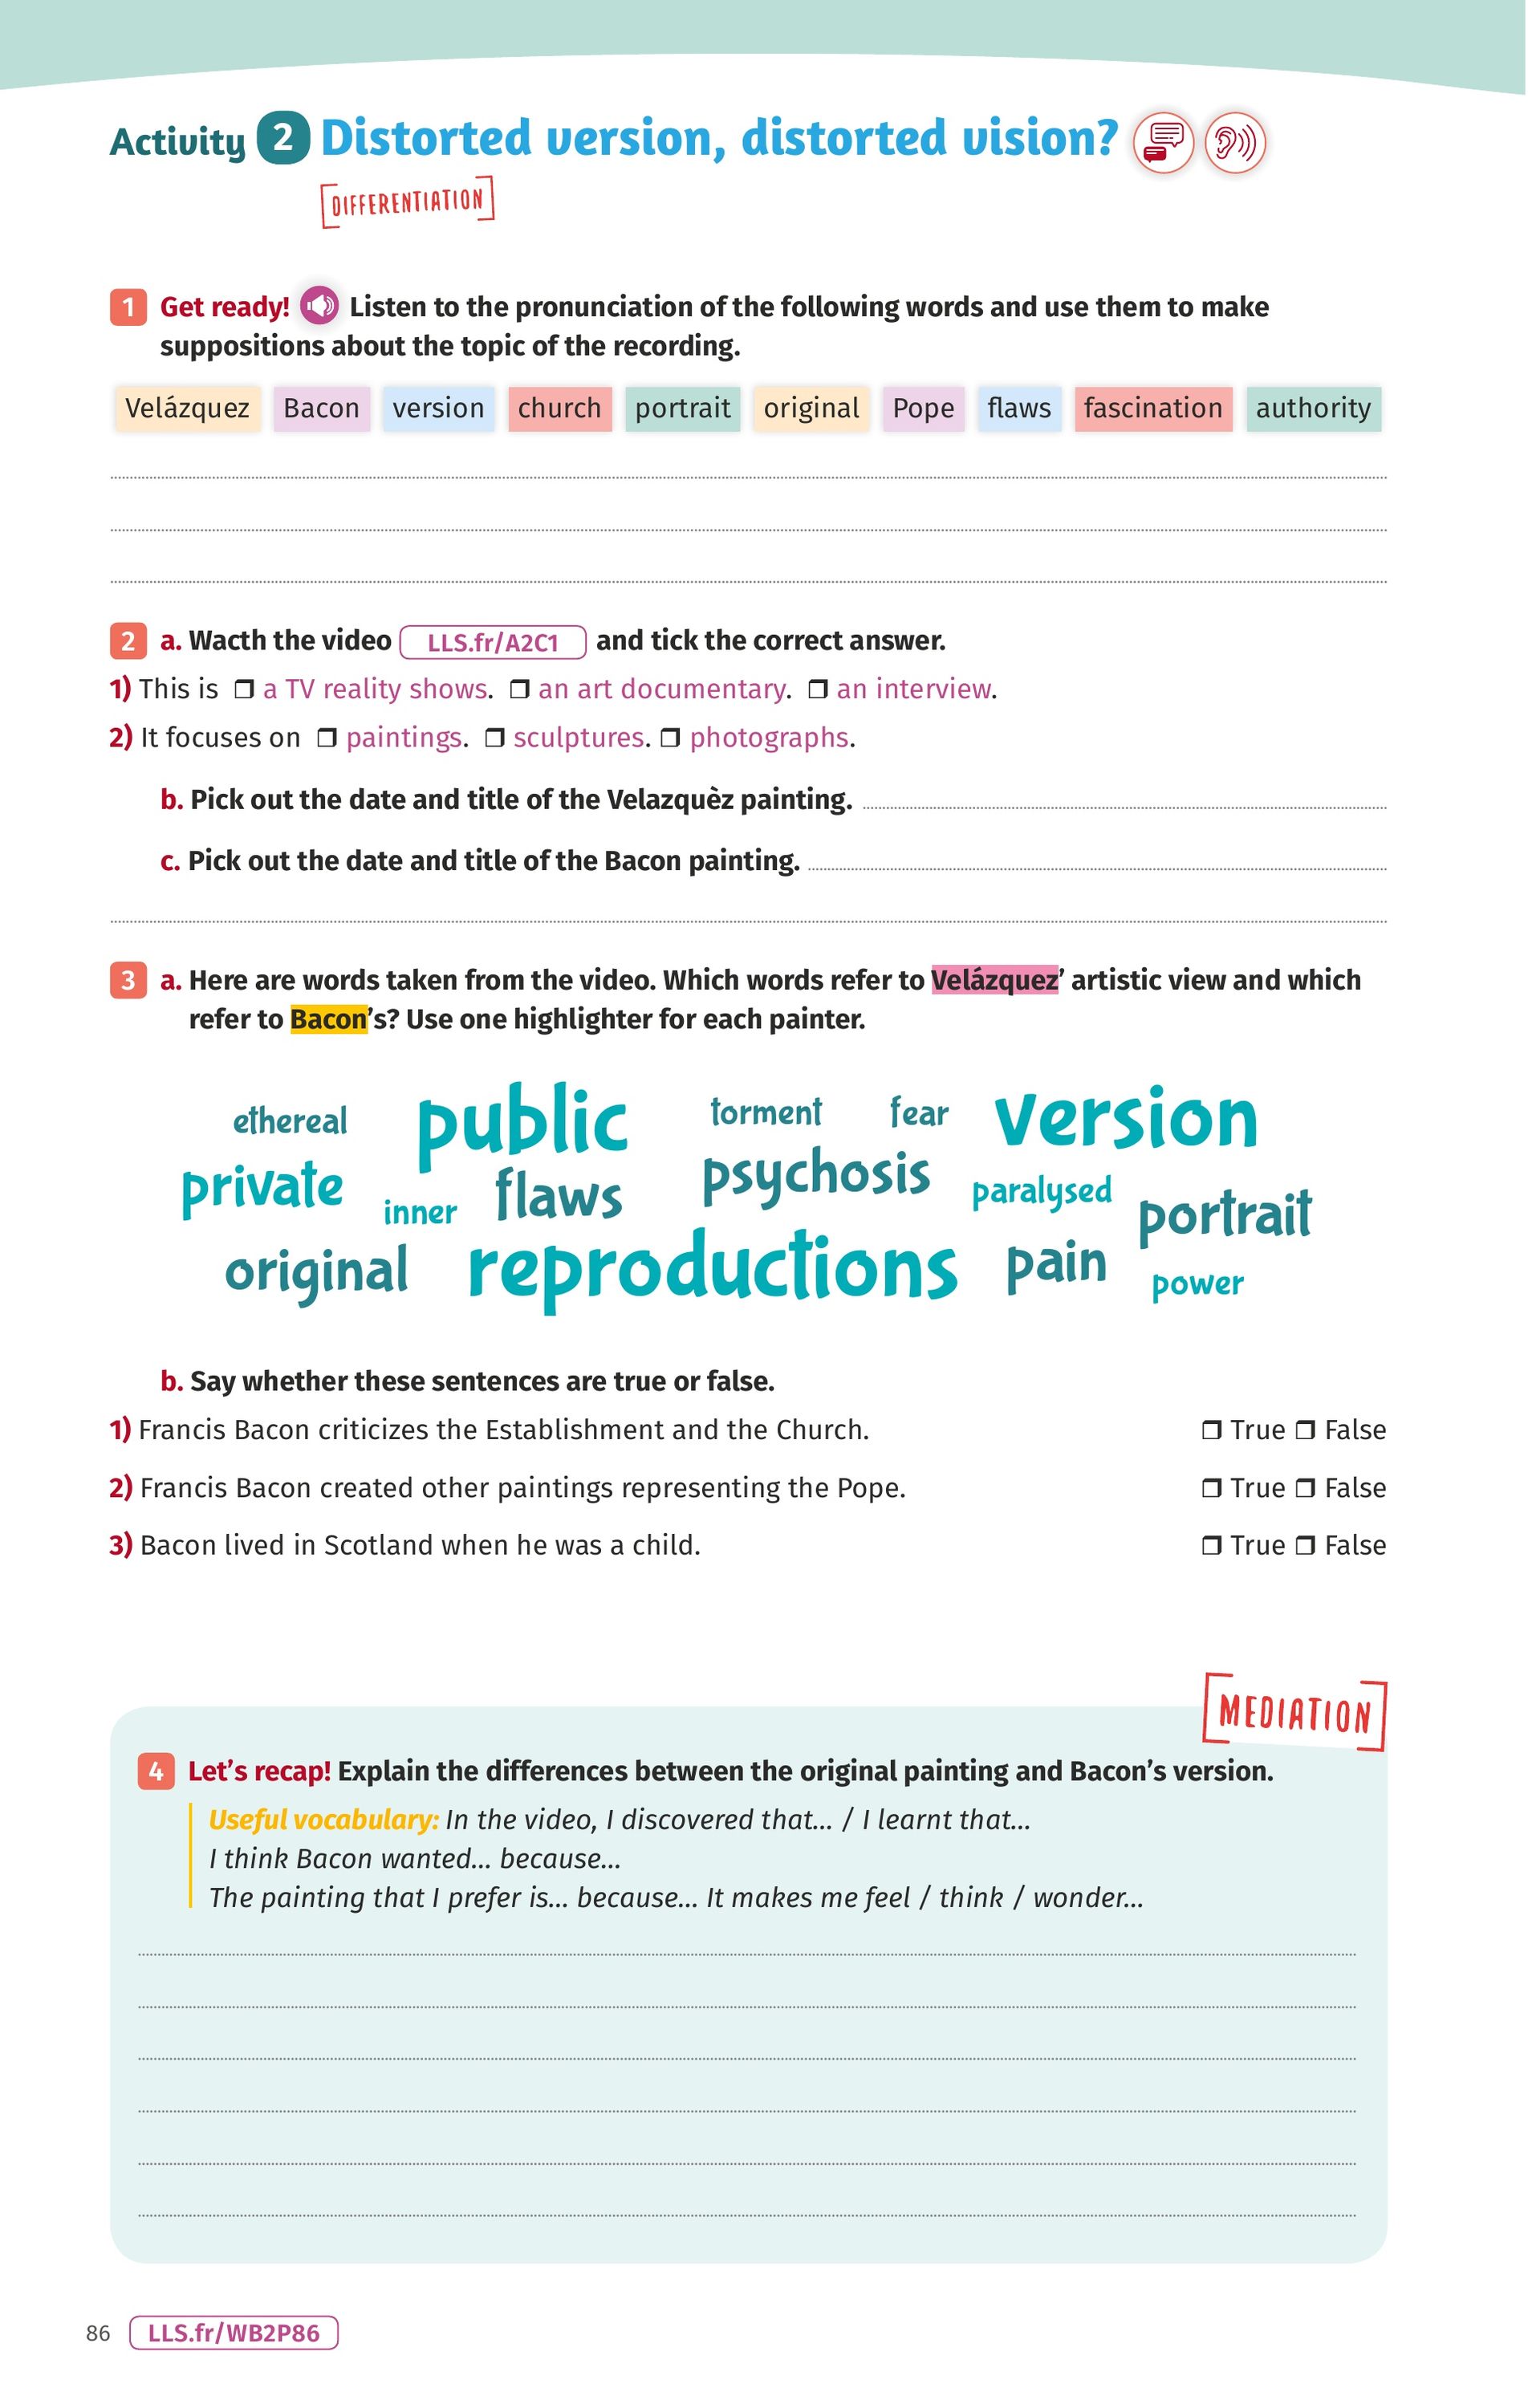 Activity 2 Distorted version, distorted vision?
DIFFERENTIATION
1 Get ready! Listen to the pronunciation of the following words and use them to make
suppositions about the topic of the recording.
Velázquez Bacon version church portrait original Pope flaws fascination authority
2 a. Wacth the video LLS.fr/A2C1 and tick the correct answer.
1) This is ❒ a TV reality shows. ❒ an art documentary. ❒ an interview.
2) It focuses on ❒ paintings. ❒ sculptures. ❒ photographs.
b. Pick out the date and title of the Velazquèz painting.
c. Pick out the date and title of the Bacon painting.
3 a. Here are words taken from the video. Which words refer to Velázquez’ artistic view and which
refer to Bacon’s? Use one highlighter for each painter.
ethereal public torment fear version
private inner flaws psychosis paralysed portrait
original reproductions pain power
b. Say whether these sentences are true or false.
1) Francis Bacon criticizes the Establishment and the Church. ❒ True ❒ False
2) Francis Bacon created other paintings representing the Pope. ❒ True ❒ False
3) Bacon lived in Scotland when he was a child. ❒ True ❒ False
MEDIATION
4 Let’s recap! Explain the differences between the original painting and Bacon’s version.
Useful vocabulary: In the video, I discovered that... / I learnt that...
I think Bacon wanted... because...
The painting that I prefer is... because... It makes me feel / think / wonder...
86 LLS.fr/WB2P86